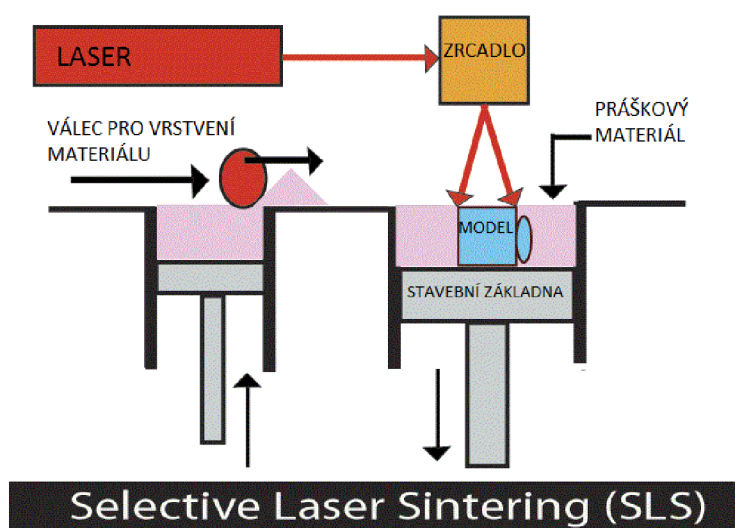 LASER
ZRCADLO
VÁLEC PRO VRSTVENÍ
MATERIÁLU
PRÁŠKOVÝ
MATERIÁL
MODEL
STAVEBNÍ ZÁKLADNA
Selective Laser Sintering (SLS)